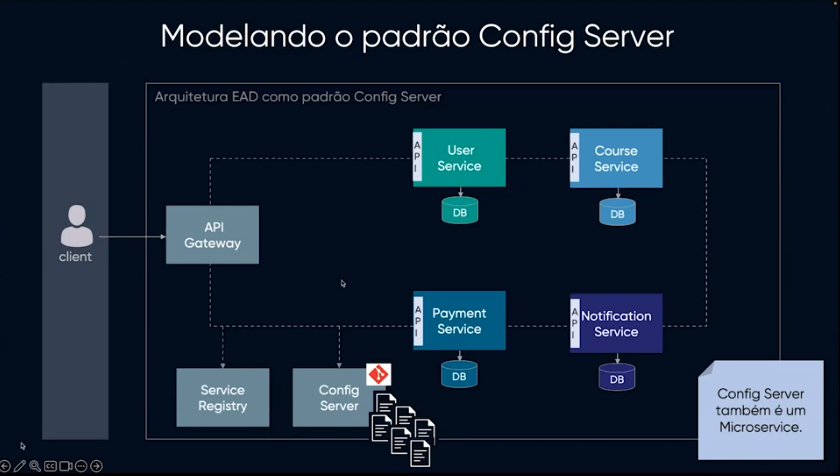 Modelando o padrão Config Server
Arquitetura EAD como padrão Config Server
client
API
Gateway
API
User
Service
DB
API
Course
Service
DB
API
Payment
Service
DB
API
Notification
Service
DB
Service
Registry
Config
Server
Config Server
também é um
Microservice.
CC